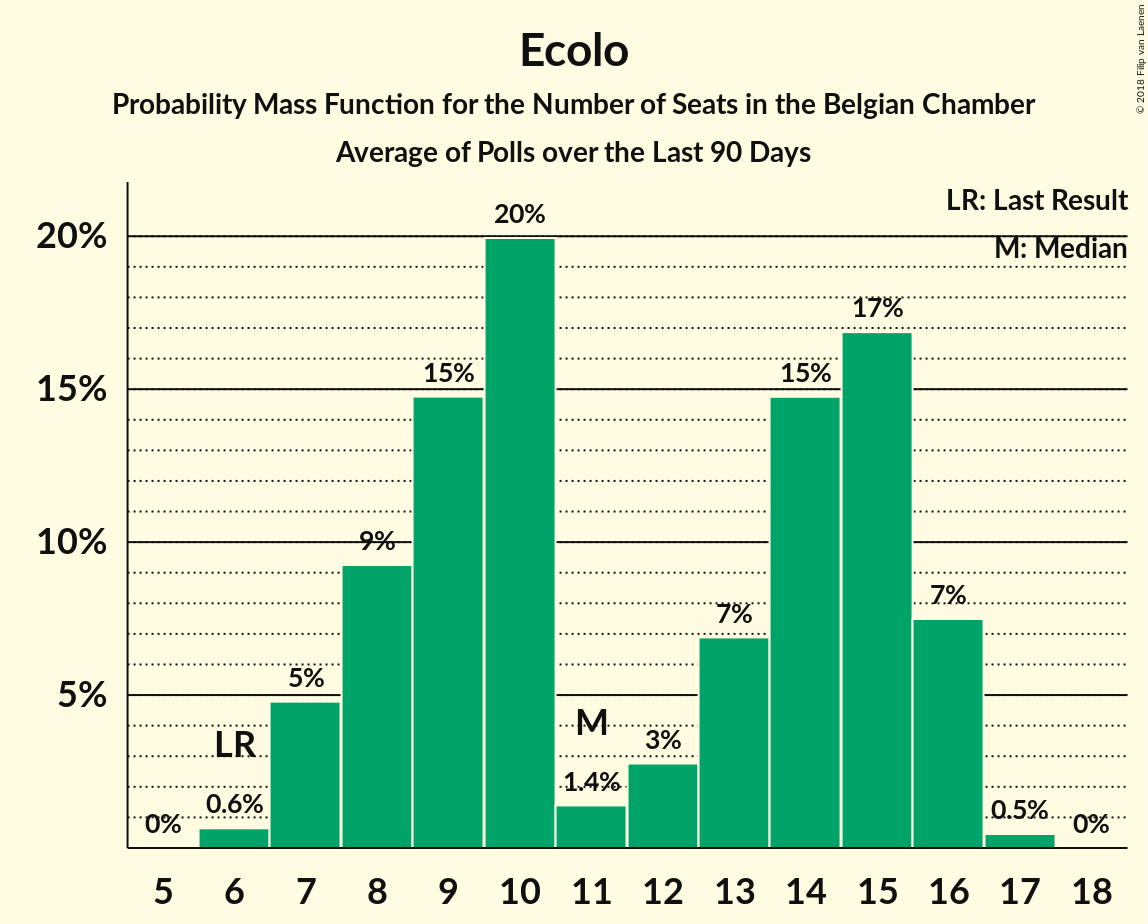 Ecolo
Probability Mass Function for the Number of Seats in the Belgian Chamber
Average of Polls over the Last 90 Days
© 2018 Filip van Laenen
LR: Last Result
M: Median
20%
15%
10%
5%
0%
0.6%
5%
9%
15%
20%
1.4%
3%
7%
15%
17%
7%
0.5%
0%
LR
M
5 6 7 8 9 10 11 12 13 14 15 16 17 18